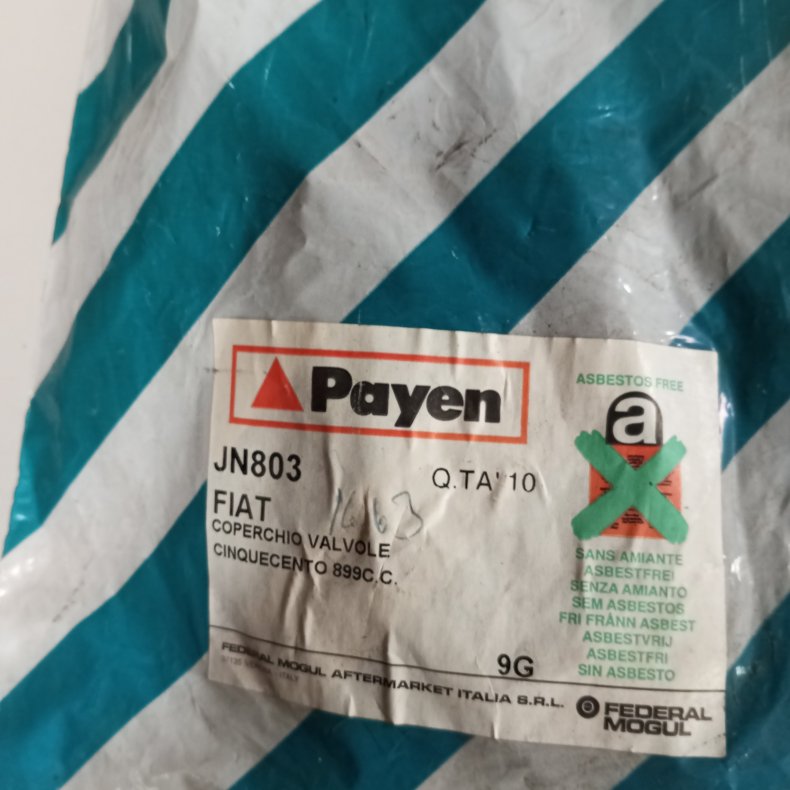 Payen
JN803
Q.TA' 10
FIAT
COPERCHIO VALVOLE
CINQUECENTO 899C.C.
9G
FEDERAL MOGUL AFTERMARKET ITALIA S.R.L.
ASBESTOS FREE
a
SANS AMIANTE
ASBESTFREI
SENZA AMIANTO
SEM ASBESTOS
FRI FRÅNN ASBEST
ASBESTVRIJ
ASBESTFRI
SIN ASBESTO
FEDERAL
MOGUL